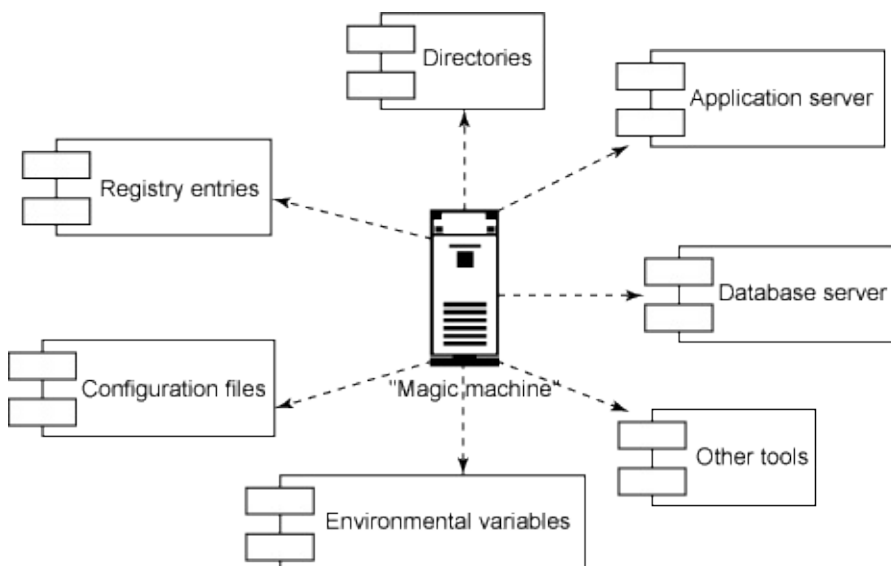 Directories
Application server
Registry entries
Database server
Configuration files
"Magic machine"
Other tools
Environmental variables